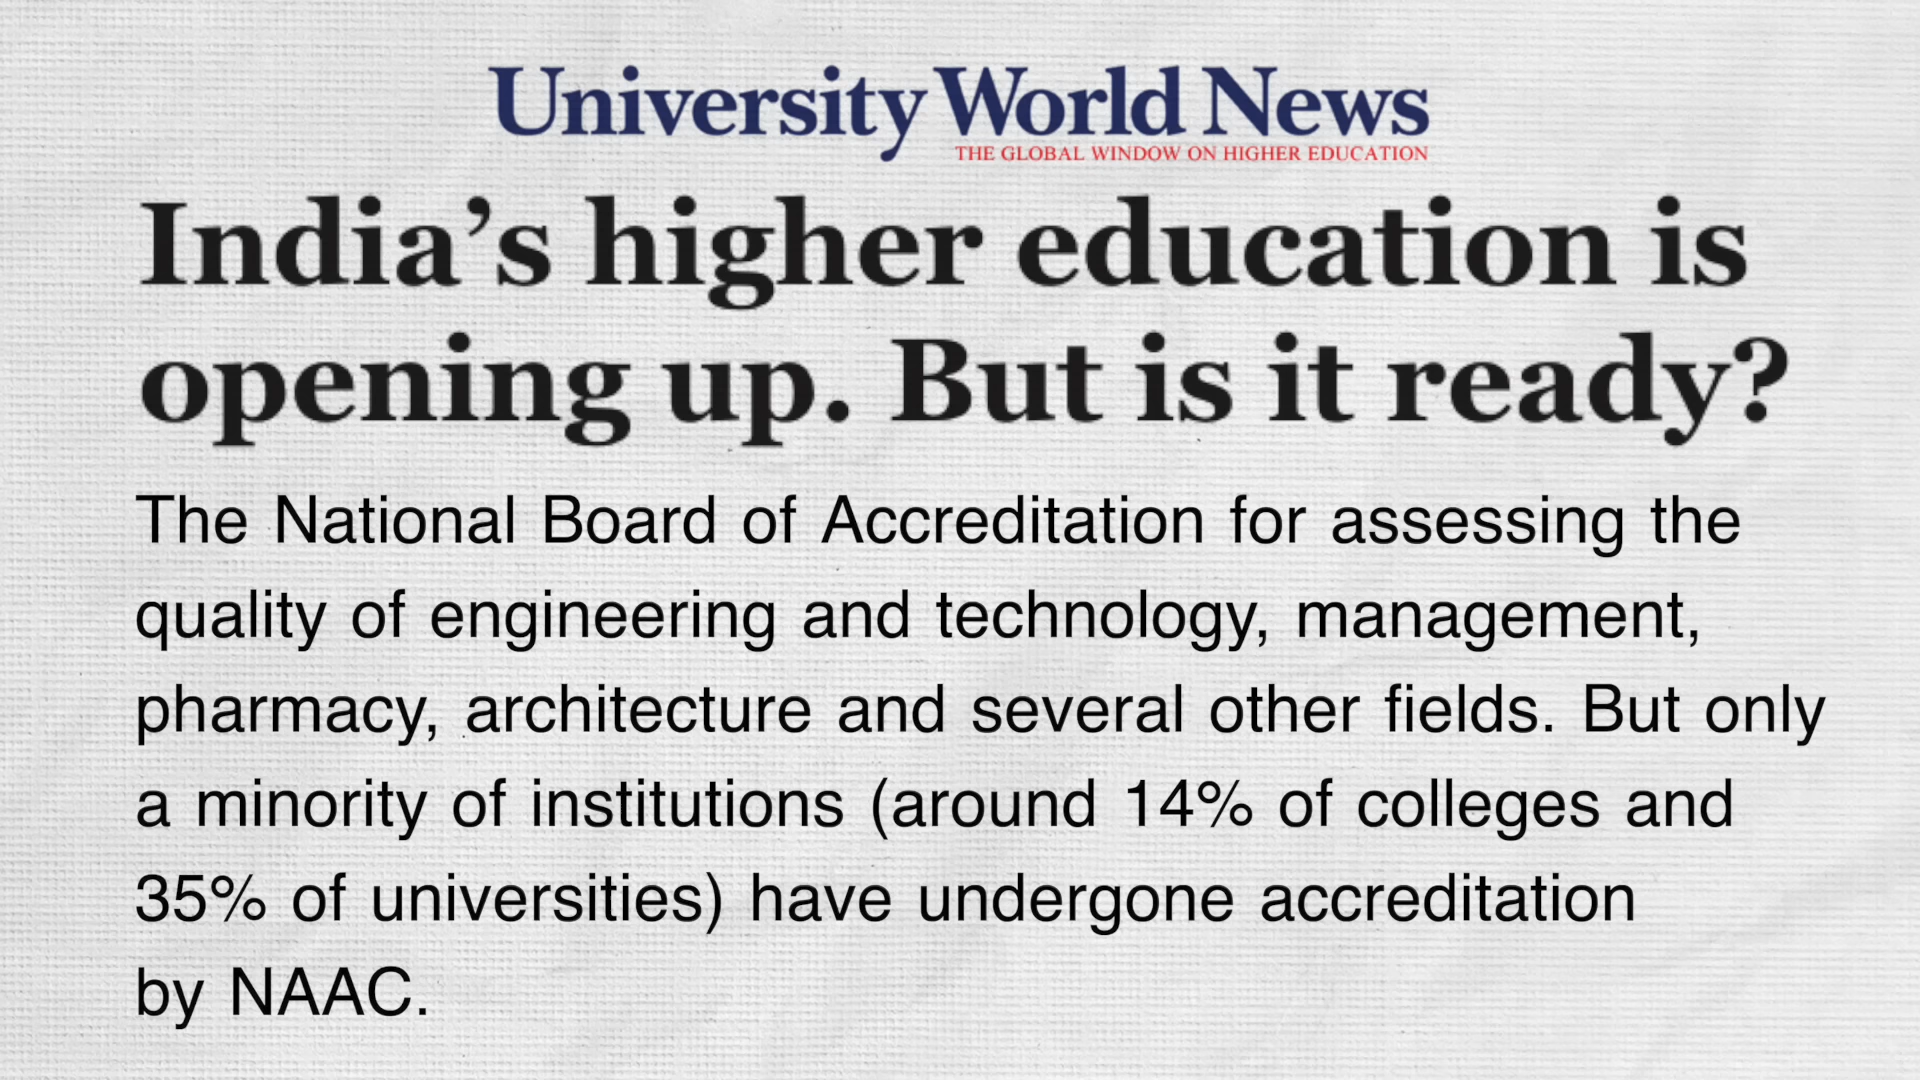 University World News
THE GLOBAL WINDOW ON HIGHER EDUCATION
India’s higher education is
opening up. But is it ready?
The National Board of Accreditation for assessing the
quality of engineering and technology, management,
pharmacy, architecture and several other fields. But only
a minority of institutions (around 14% of colleges and
35% of universities) have undergone accreditation
by NAAC.